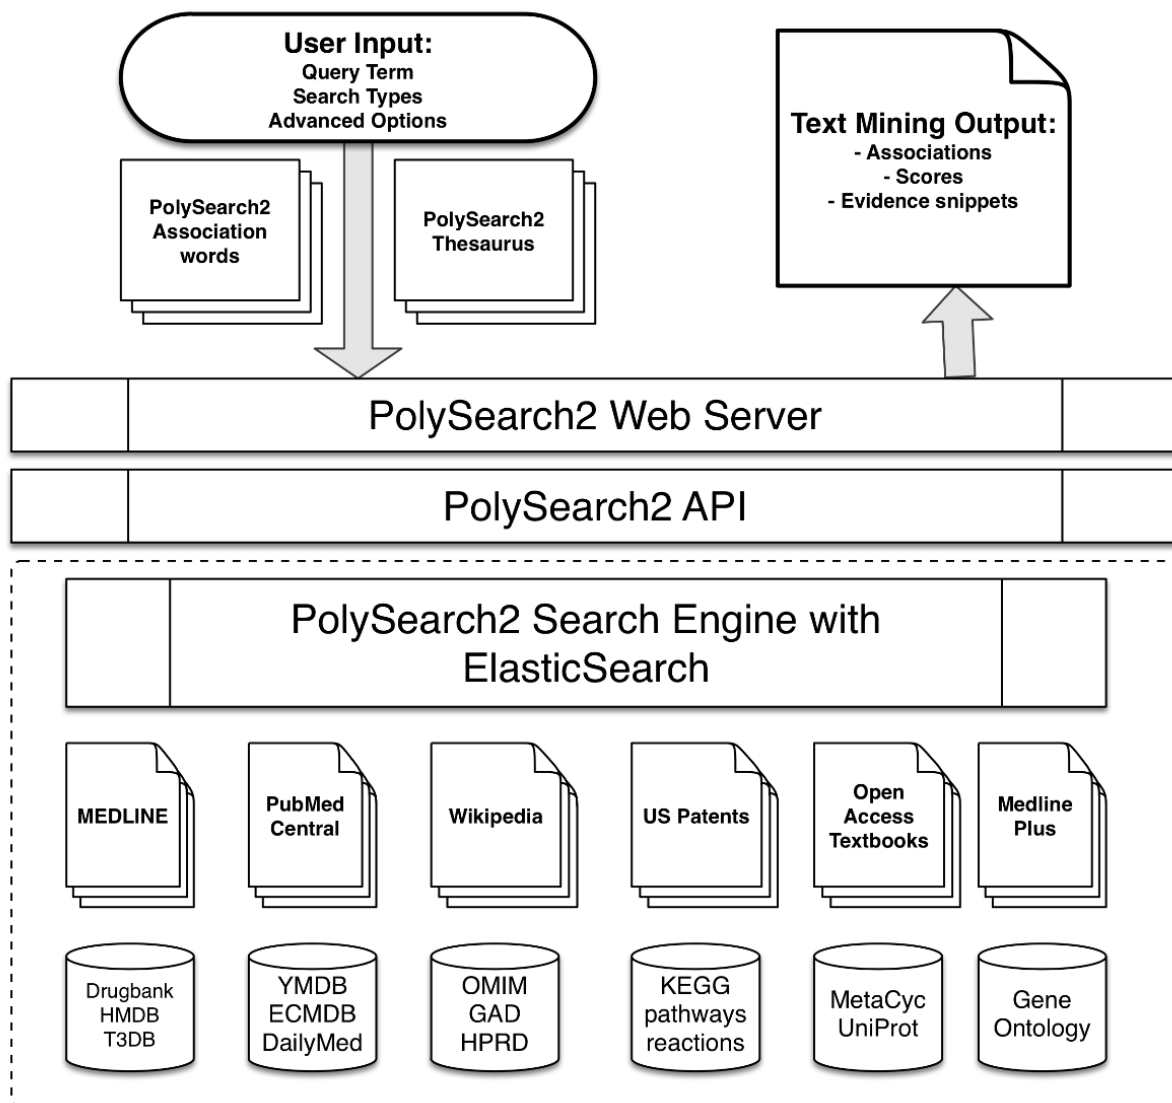 User Input:
Query Term
Search Types
Advanced Options
Text Mining Output:
- Associations
- Scores
- Evidence snippets
PolySearch2
Association
words
PolySearch2
Thesaurus
PolySearch2 Web Server
PolySearch2 API
PolySearch2 Search Engine with
ElasticSearch
MEDLINE
PubMed
Central
Wikipedia
US Patents
Open
Access
Textbooks
Medline
Plus
Drugbank
HMDB
T3DB
YMDB
ECMDB
DailyMed
OMIM
GAD
HPRD
KEGG
pathways
reactions
MetaCyc
UniProt
Gene
Ontology